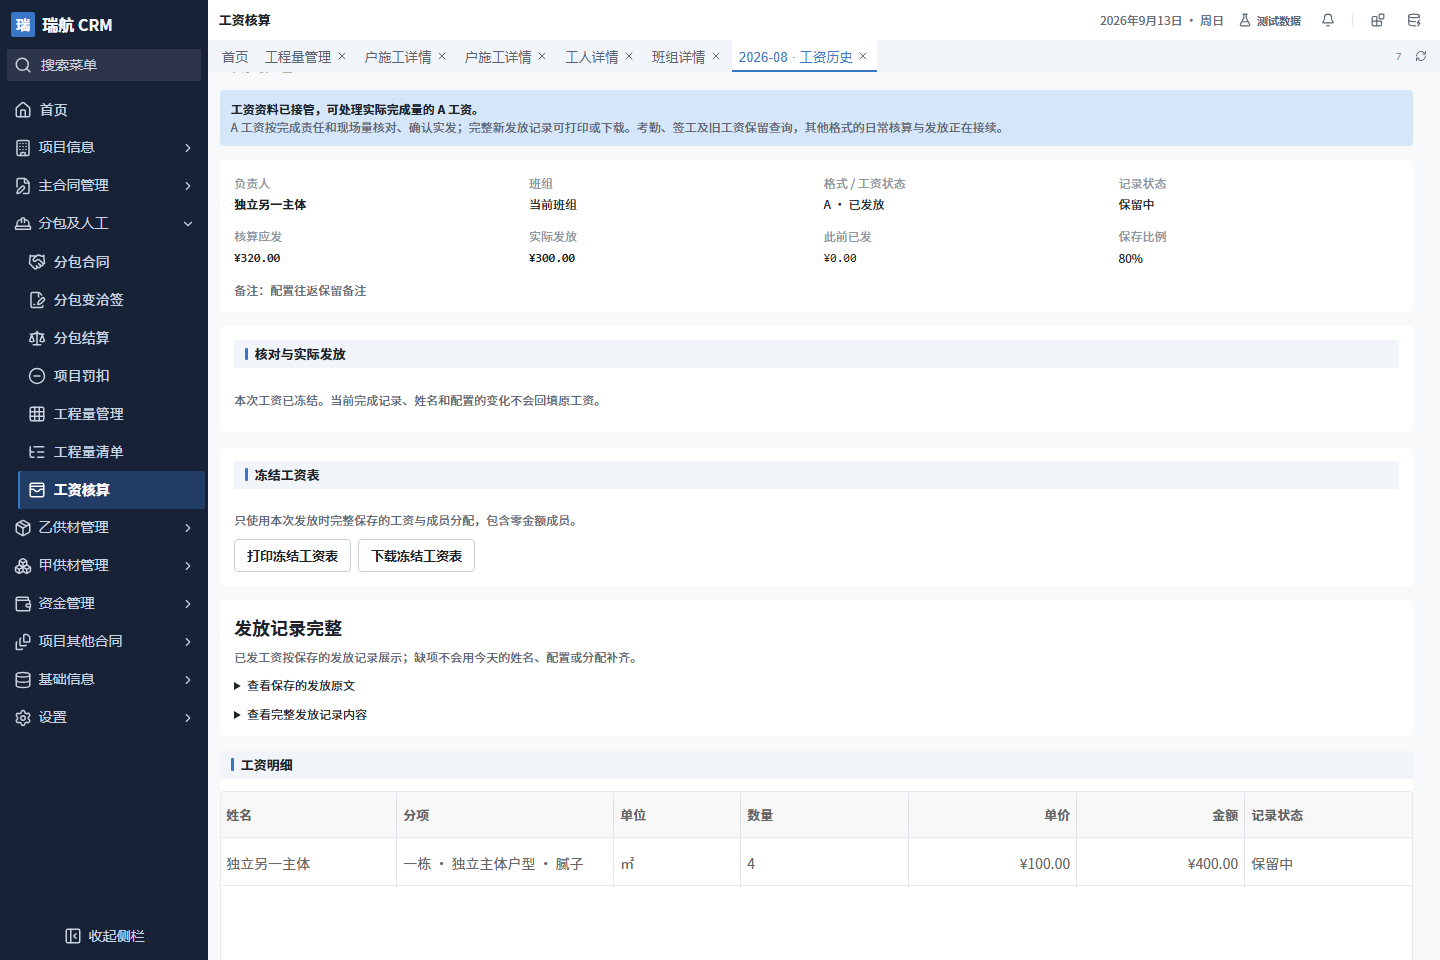 瑞 瑞航 CRM
搜索菜单
首页
项目信息
主合同管理
分包及人工
分包合同
分包变洽签
分包结算
项目罚扣
工程量管理
工程量清单
工资核算
乙供材管理
甲供材管理
资金管理
项目其他合同
基础信息
设置
收起侧栏
工资核算
2026年9月13日 • 周日 测试数据
首页 工程量管理 户施工详情 户施工详情 工人详情 班组详情 2026-08 · 工资历史 7
工资资料已接管，可处理实际完成量的 A 工资。
A 工资按完成责任和现场量核对、确认实发；完整新发放记录可打印或下载。考勤、签工及旧工资保留查询，其他格式的日常核算与发放正在接续。
负责人 班组 格式 / 工资状态 记录状态
独立另一主体 当前班组 A • 已发放 保留中
核算应发 实际发放 此前已发 保存比例
¥320.00 ¥300.00 ¥0.00 80%
备注：配置往返保留备注
核对与实际发放
本次工资已冻结。当前完成记录、姓名和配置的变化不会回填原工资。
冻结工资表
只使用本次发放时完整保存的工资与成员分配，包含零金额成员。
打印冻结工资表 下载冻结工资表
发放记录完整
已发工资按保存的发放记录展示；缺项不会用今天的姓名、配置或分配补齐。
查看保存的发放原文
查看完整发放记录内容
工资明细
姓名 分项 单位 数量 单价 金额 记录状态
独立另一主体 一栋 • 独立主体户型 • 腻子 ㎡ 4 ¥100.00 ¥400.00 保留中